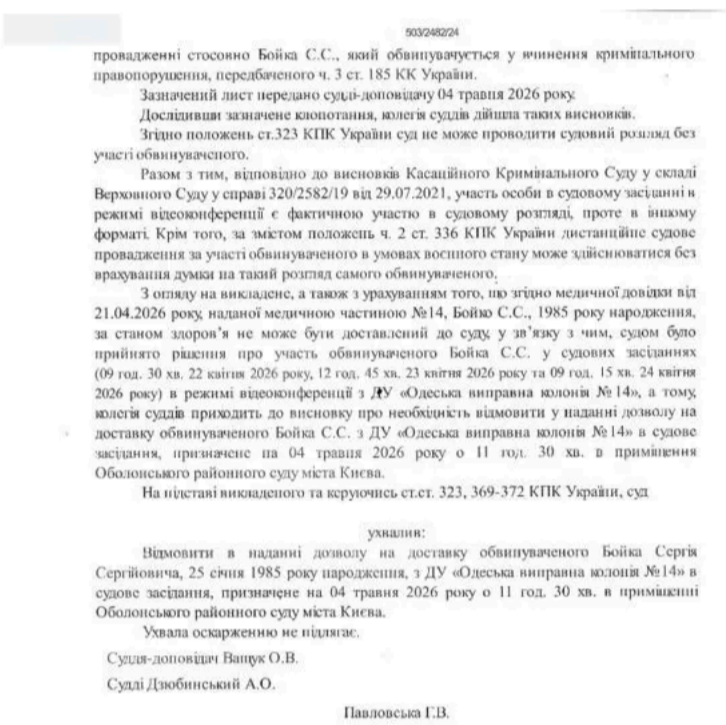 503/2482/24
провадженні стосовно Бойка С.С., який обвинувачується у вчинення кримінального
правопорушення, передбаченого ч. 3 ст. 185 КК України.
Зазначений лист передано судді-доповідачу 04 травня 2026 року.
Дослідивши зазначене клопотання, колегія суддів дійшла таких висновків.
Згідно положень ст.323 КПК України суд не може проводити судовий розгляд без
участі обвинуваченого.
Разом з тим, відповідно до висновків Касаційного Кримінального Суду у складі
Верховного Суду у справі 320/2582/19 від 29.07.2021, участь особи в судовому засіданні в
режимі відеоконференції є фактичною участю в судовому розгляді, проте в іншому
форматі. Крім того, за змістом положень ч. 2 ст. 336 КПК України дистанційне судове
провадження за участі обвинуваченого в умовах воєнного стану може здійснюватися без
врахування думки на такий розгляд самого обвинуваченого.
З огляду на викладене, а також з урахуванням того, що згідно медичної довідки від
21.04.2026 року, наданої медичною частиною №14, Бойко С.С., 1985 року народження,
за станом здоров’я не може бути доставлений до суду, у зв’язку з чим, судом було
прийнято рішення про участь обвинуваченого Бойка С.С. у судових засіданнях
(09 год. 30 хв. 22 квітня 2026 року, 12 год. 45 хв. 23 квітня 2026 року та 09 год. 15 хв. 24 квітня
2026 року) в режимі відеоконференції з ДУ «Одеська виправна колонія №14», а тому,
колегія суддів приходить до висновку про необхідність відмовити у наданні дозволу на
доставку обвинуваченого Бойка С.С. з ДУ «Одеська виправна колонія №14» в судове
засідання, призначене на 04 травня 2026 року о 11 год. 30 хв. в приміщення
Оболонського районного суду міста Києва.
На підставі викладеного та керуючись ст.ст. 323, 369-372 КПК України, суд
ухвалив:
Відмовити в наданні дозволу на доставку обвинуваченого Бойка Сергія
Сергійовича, 25 січня 1985 року народження, з ДУ «Одеська виправна колонія №14» в
судове засідання, призначене на 04 травня 2026 року о 11 год. 30 хв. в приміщенні
Оболонського районного суду міста Києва.
Ухвала оскарженню не підлягає.
Суддя-доповідач Ващук О.В.
Судді Дзюбинський А.О.
Павловська Г.В.